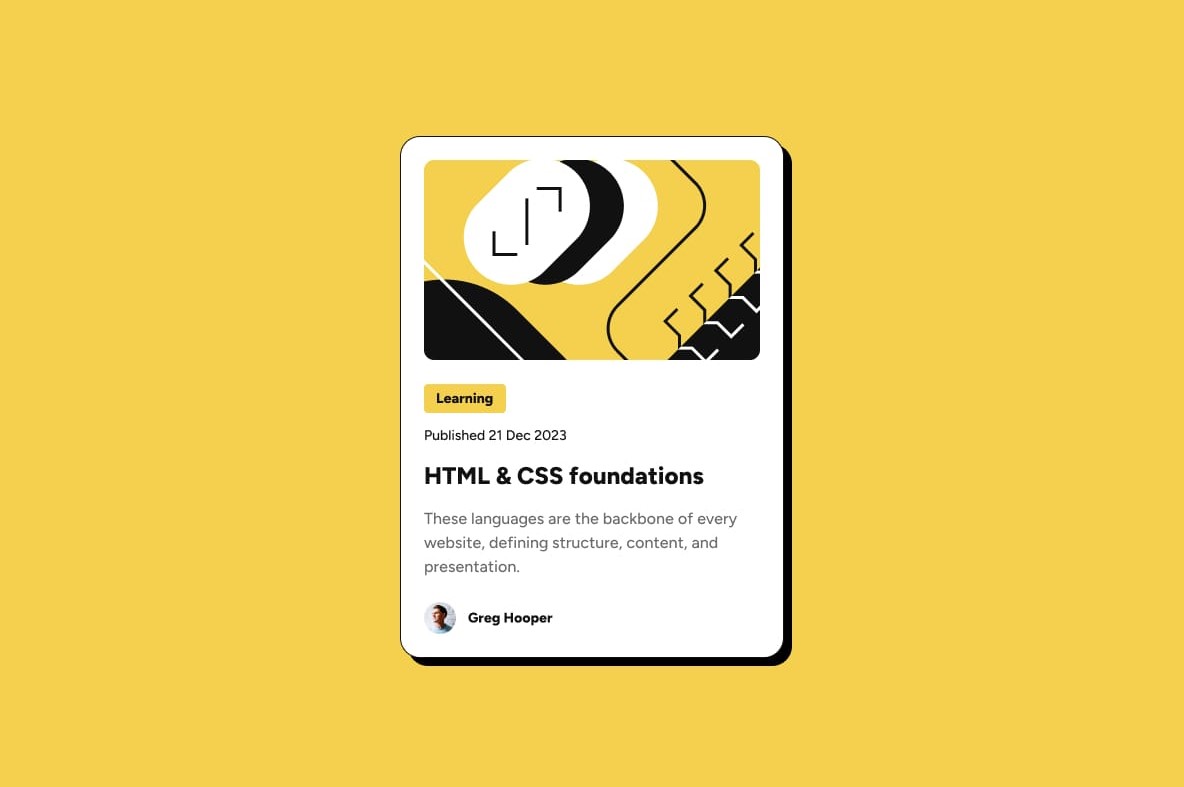 Learning
Published 21 Dec 2023
HTML & CSS foundations
These languages are the backbone of every
website, defining structure, content, and
presentation.
Greg Hooper